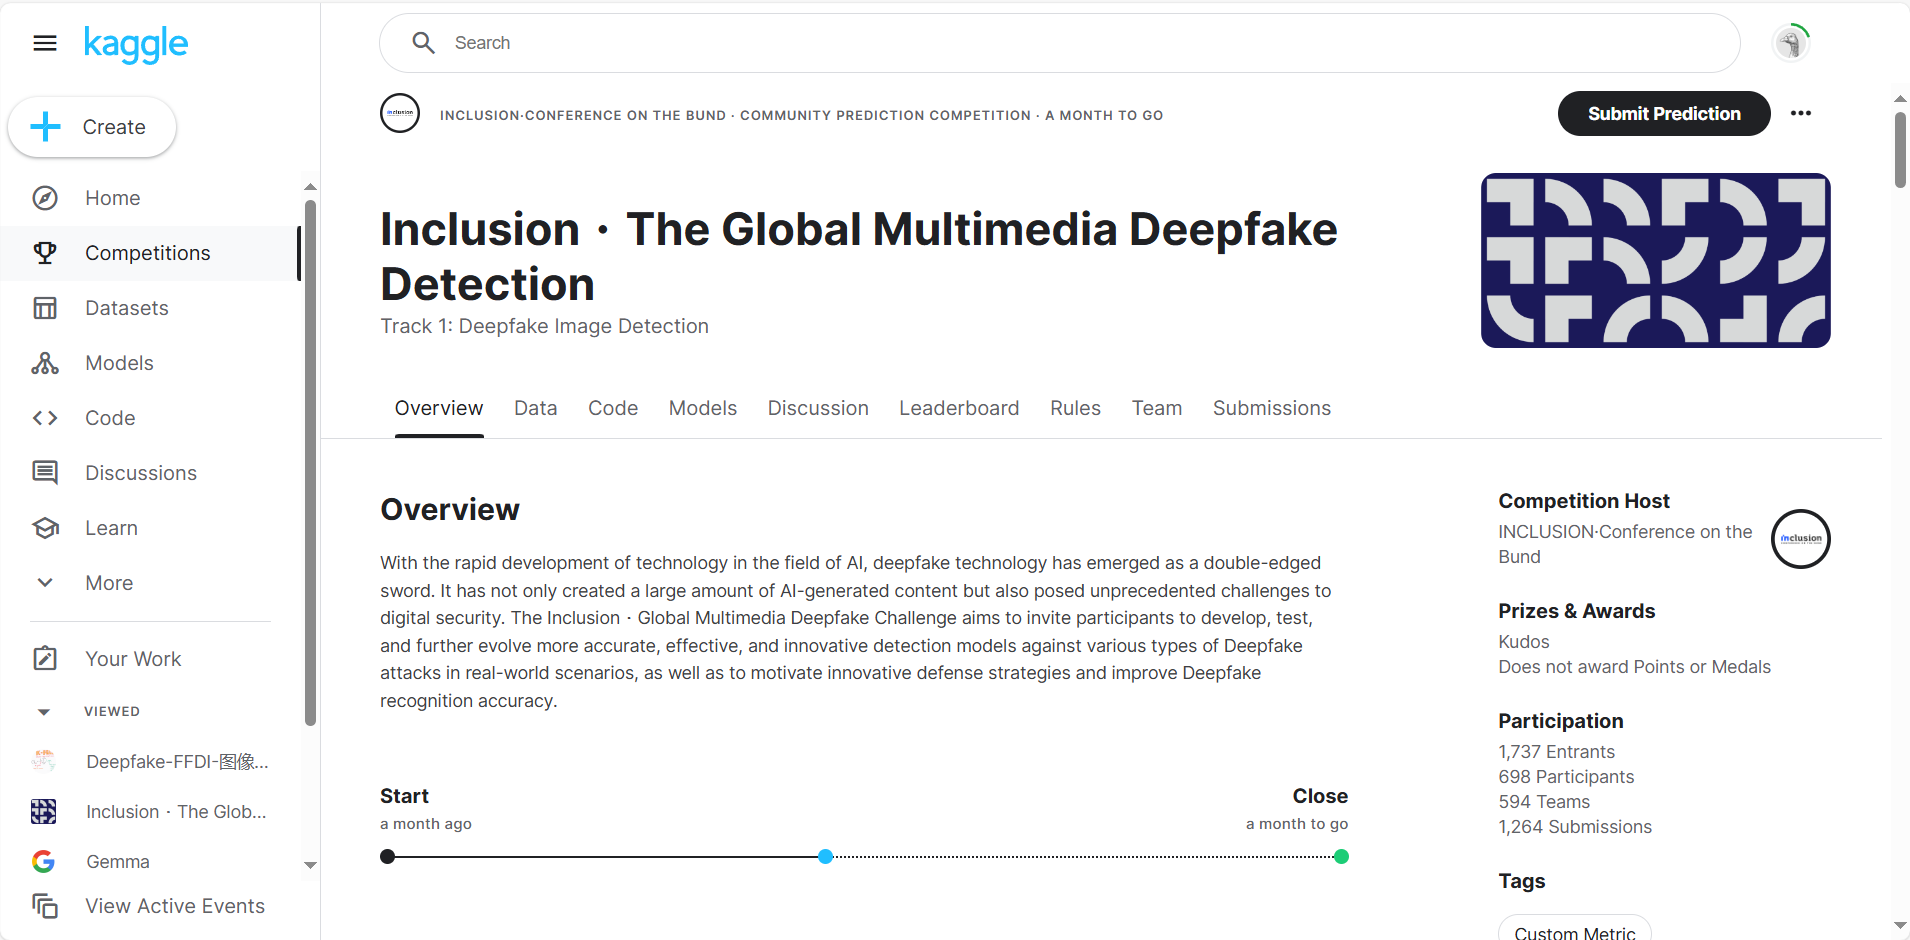 kaggle
Search
Create
Home
Competitions
Datasets
Models
Code
Discussions
Learn
More
Your Work
VIEWED
Deepfake-FFDI-图像...
Inclusion · The Glob...
Gemma
View Active Events
inclusion
INCLUSION·CONFERENCE ON THE BUND · COMMUNITY PREDICTION COMPETITION · A MONTH TO GO
Submit Prediction
Inclusion · The Global Multimedia Deepfake
Detection
Track 1: Deepfake Image Detection
Overview Data Code Models Discussion Leaderboard Rules Team Submissions
Overview
With the rapid development of technology in the field of AI, deepfake technology has emerged as a double-edged
sword. It has not only created a large amount of AI-generated content but also posed unprecedented challenges to
digital security. The Inclusion · Global Multimedia Deepfake Challenge aims to invite participants to develop, test,
and further evolve more accurate, effective, and innovative detection models against various types of Deepfake
attacks in real-world scenarios, as well as to motivate innovative defense strategies and improve Deepfake
recognition accuracy.
Start
a month ago
Close
a month to go
Competition Host
INCLUSION·Conference on the
Bund
inclusion
Prizes & Awards
Kudos
Does not award Points or Medals
Participation
1,737 Entrants
698 Participants
594 Teams
1,264 Submissions
Tags
Custom Metric